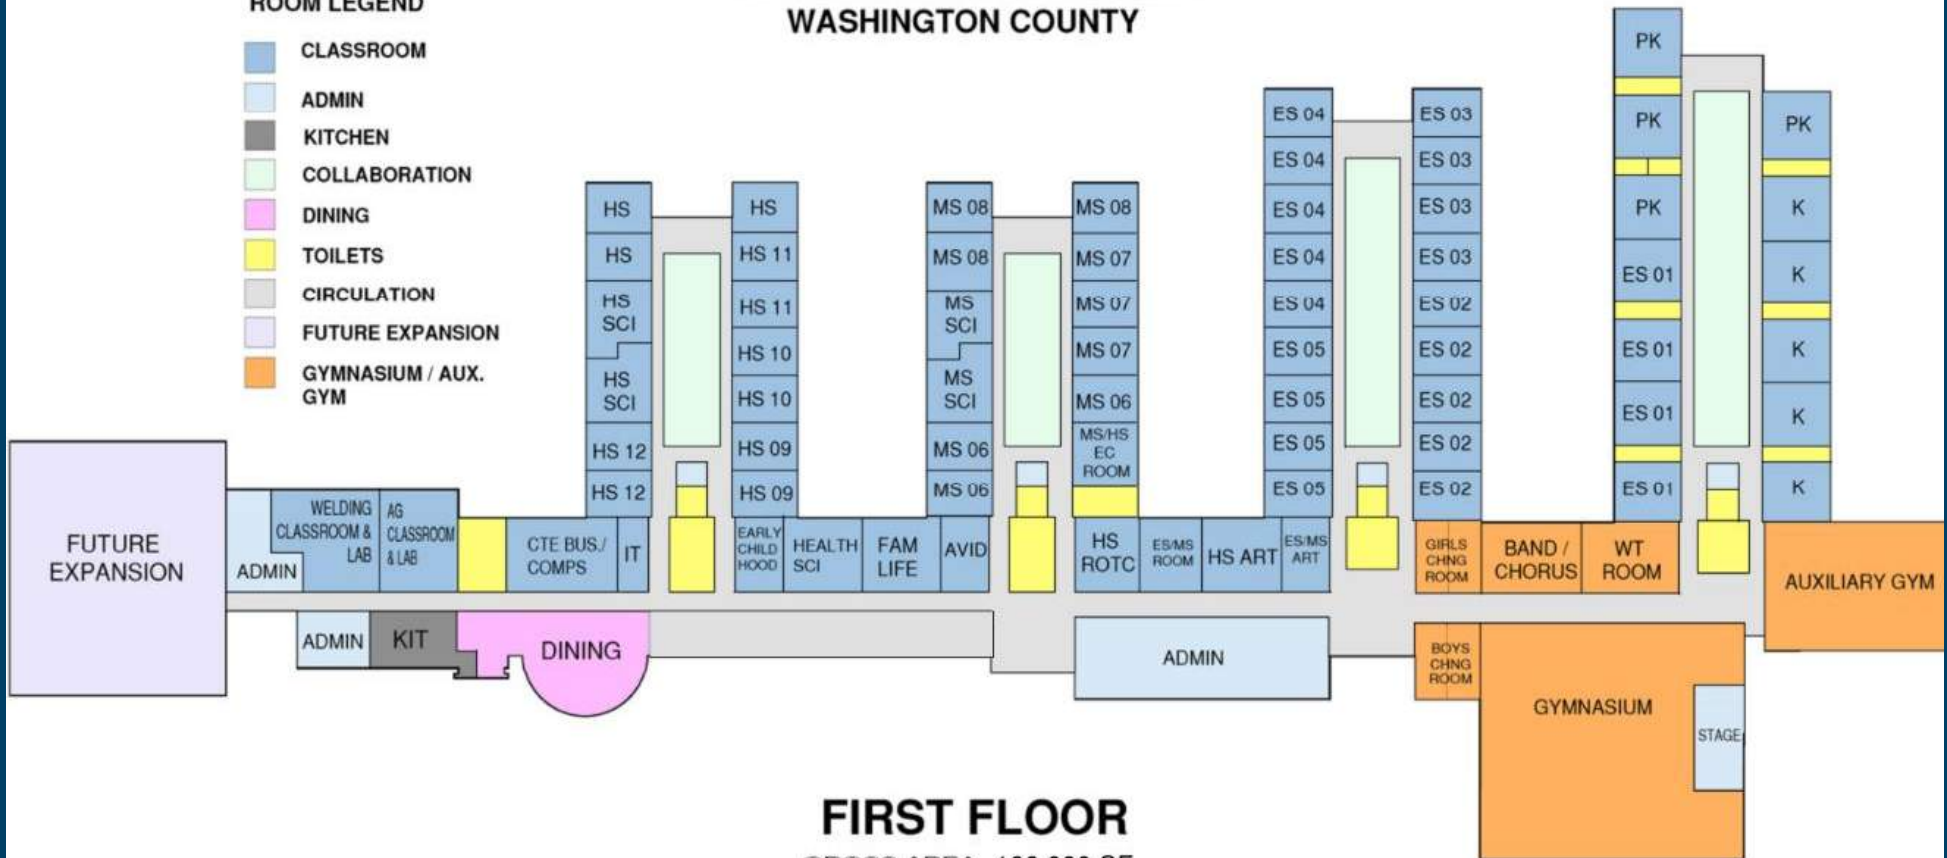 ROOM LEGEND
CLASSROOM
ADMIN
KITCHEN
COLLABORATION
DINING
TOILETS
CIRCULATION
FUTURE EXPANSION
GYMNASIUM / AUX.
GYM
WASHINGTON COUNTY
FUTURE
EXPANSION
ADMIN
WELDING
CLASSROOM &
LAB
AG
CLASSROOM
& LAB
CTE BUS./
COMPS
IT
HS
HS
HS
SCI
HS
SCI
HS 12
HS 12
HS
HS 11
HS 11
HS 10
HS 10
HS 09
HS 09
EARLY
CHILD
HOOD
HEALTH
SCI
FAM
LIFE
AVID
MS 08
MS 08
MS
SCI
MS
SCI
MS 06
MS 06
MS 08
MS 07
MS 07
MS 07
MS 06
MS/HS
EC
ROOM
HS
ROTC
ES/MS
ROOM
HS ART
ES/MS
ART
ES 04
ES 04
ES 04
ES 04
ES 04
ES 05
ES 05
ES 05
ES 05
ES 03
ES 03
ES 03
ES 03
ES 02
ES 02
ES 02
ES 02
ES 02
GIRLS
CHNG
ROOM
BAND /
CHORUS
WT
ROOM
PK
PK
PK
ES 01
ES 01
ES 01
ES 01
PK
K
K
K
K
K
AUXILIARY GYM
ADMIN
KIT
DINING
ADMIN
BOYS
CHNG
ROOM
GYMNASIUM
STAGE
FIRST FLOOR